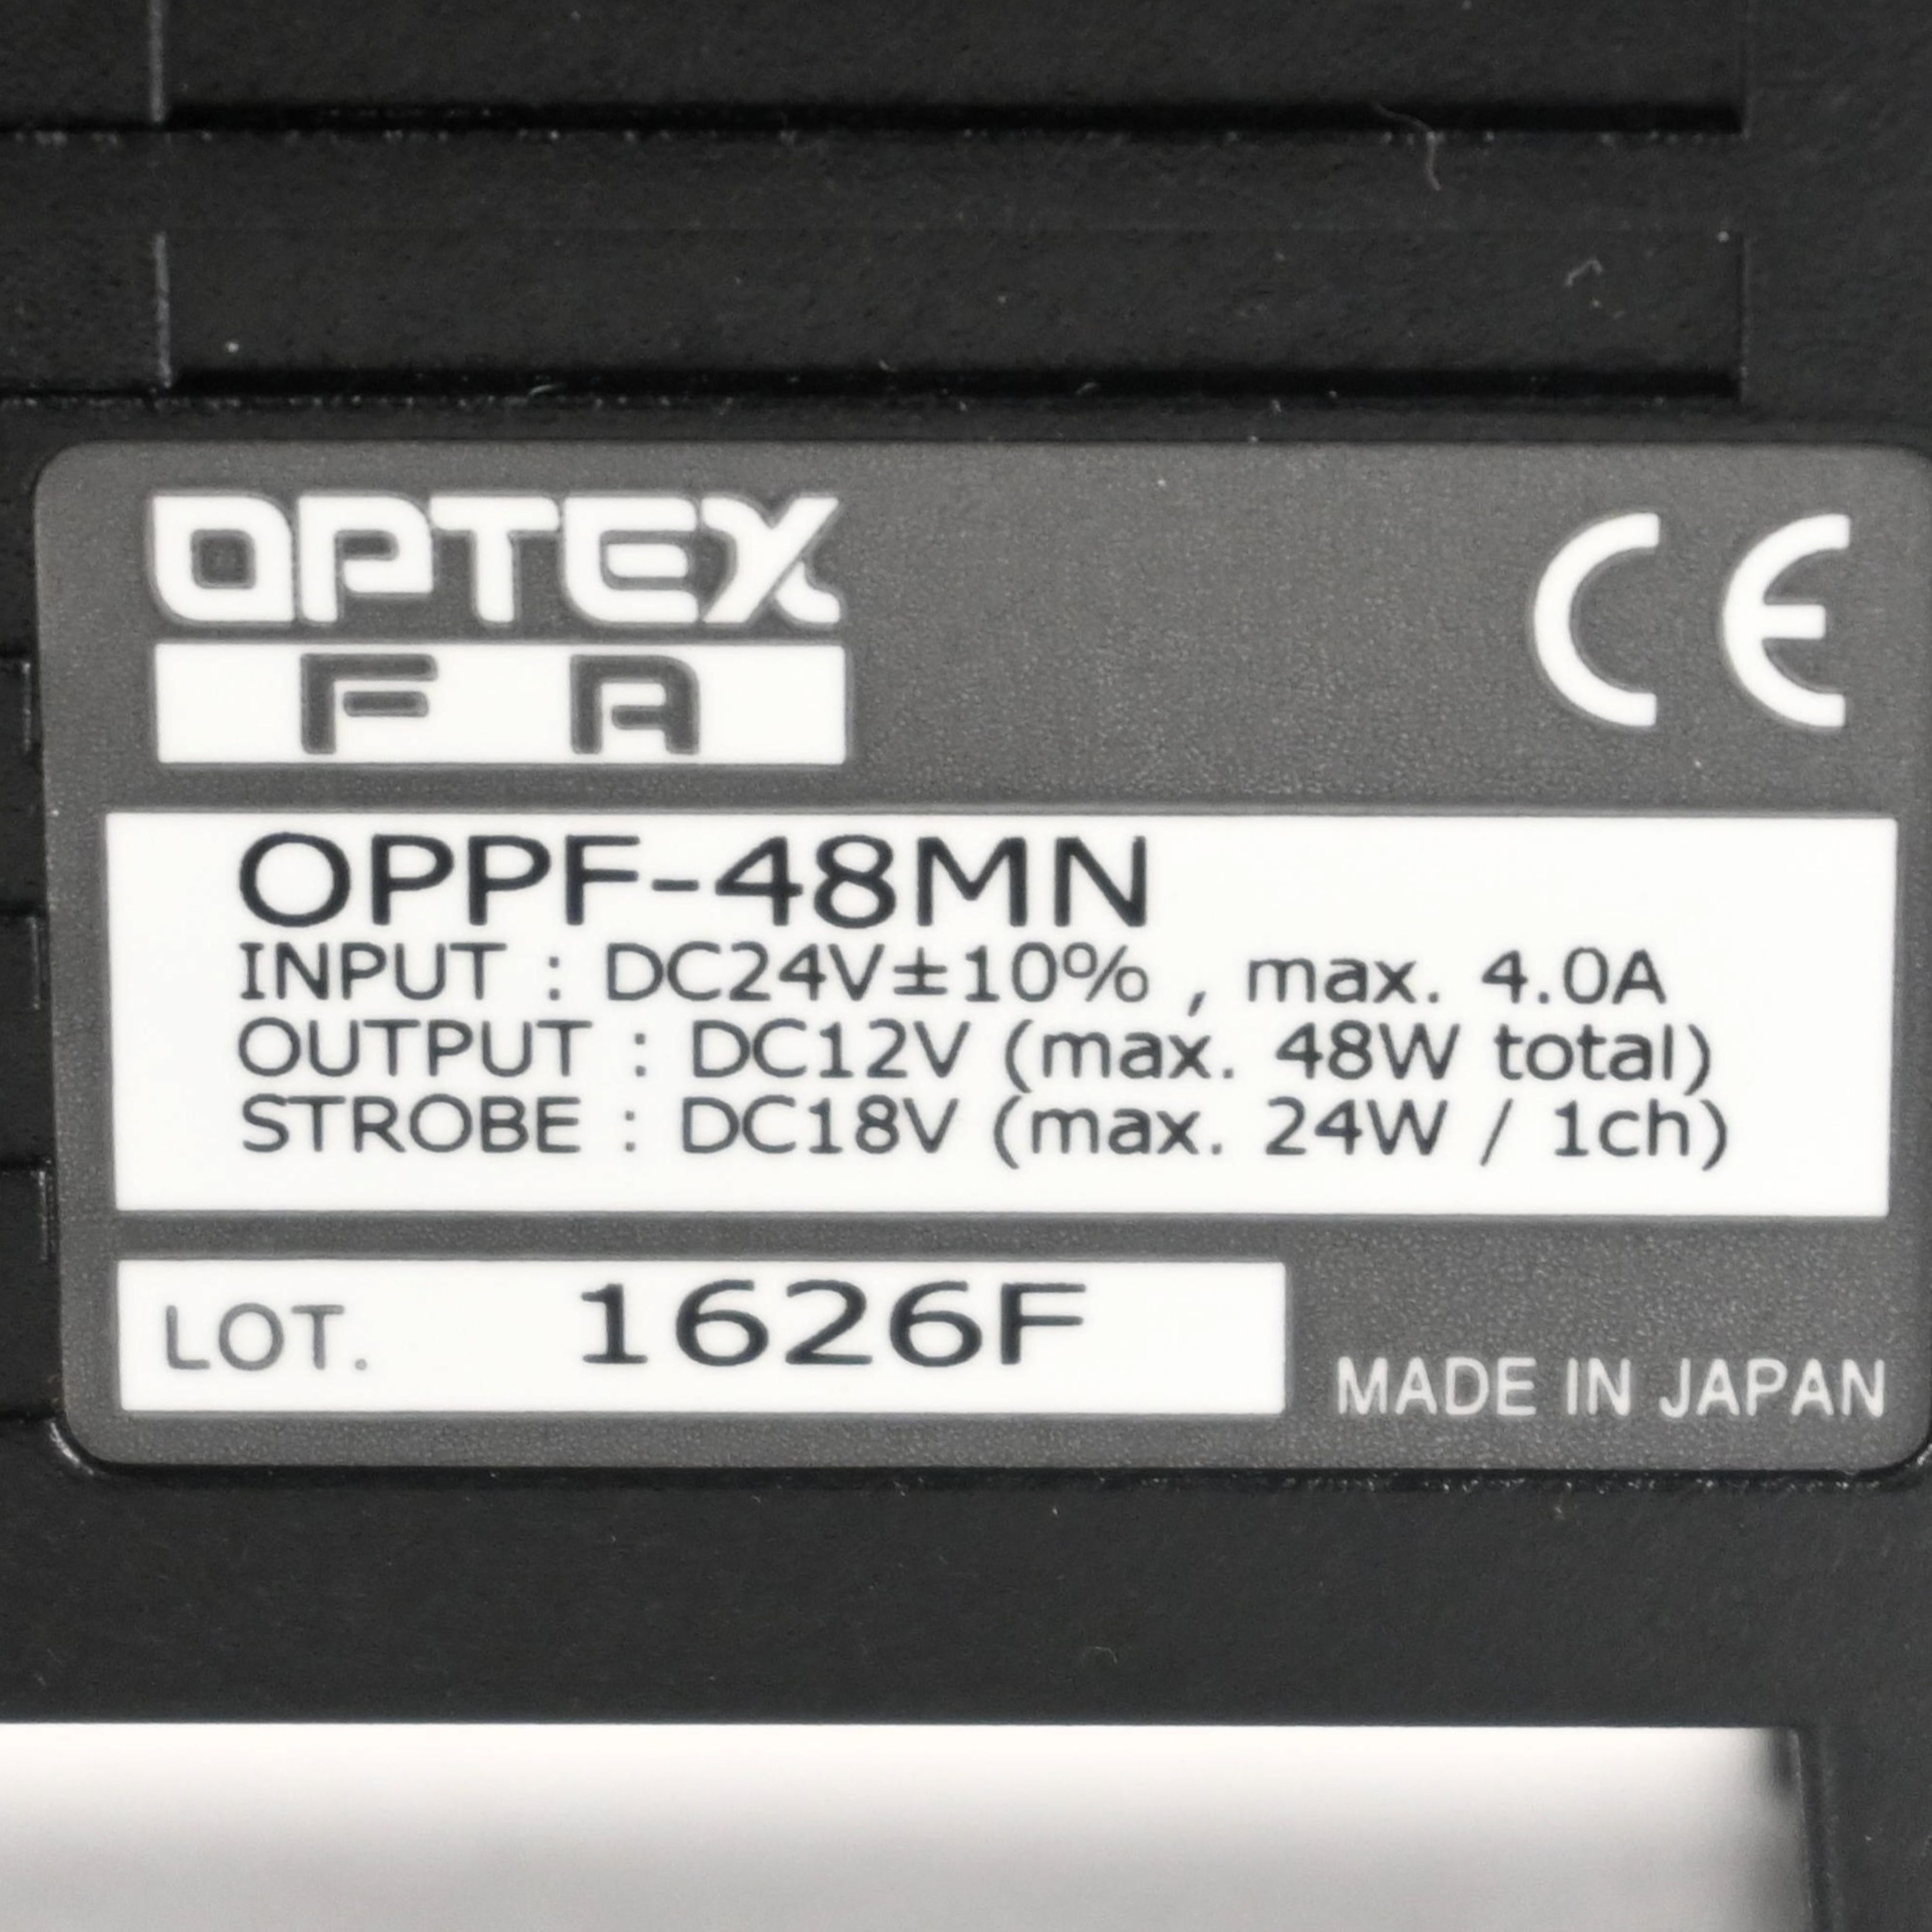 OPTEX
FA
CE
OPPF-48MN
INPUT : DC24V±10% , max. 4.0A
OUTPUT : DC12V (max. 48W total)
STROBE : DC18V (max. 24W / 1ch)
LOT. 1626F
MADE IN JAPAN